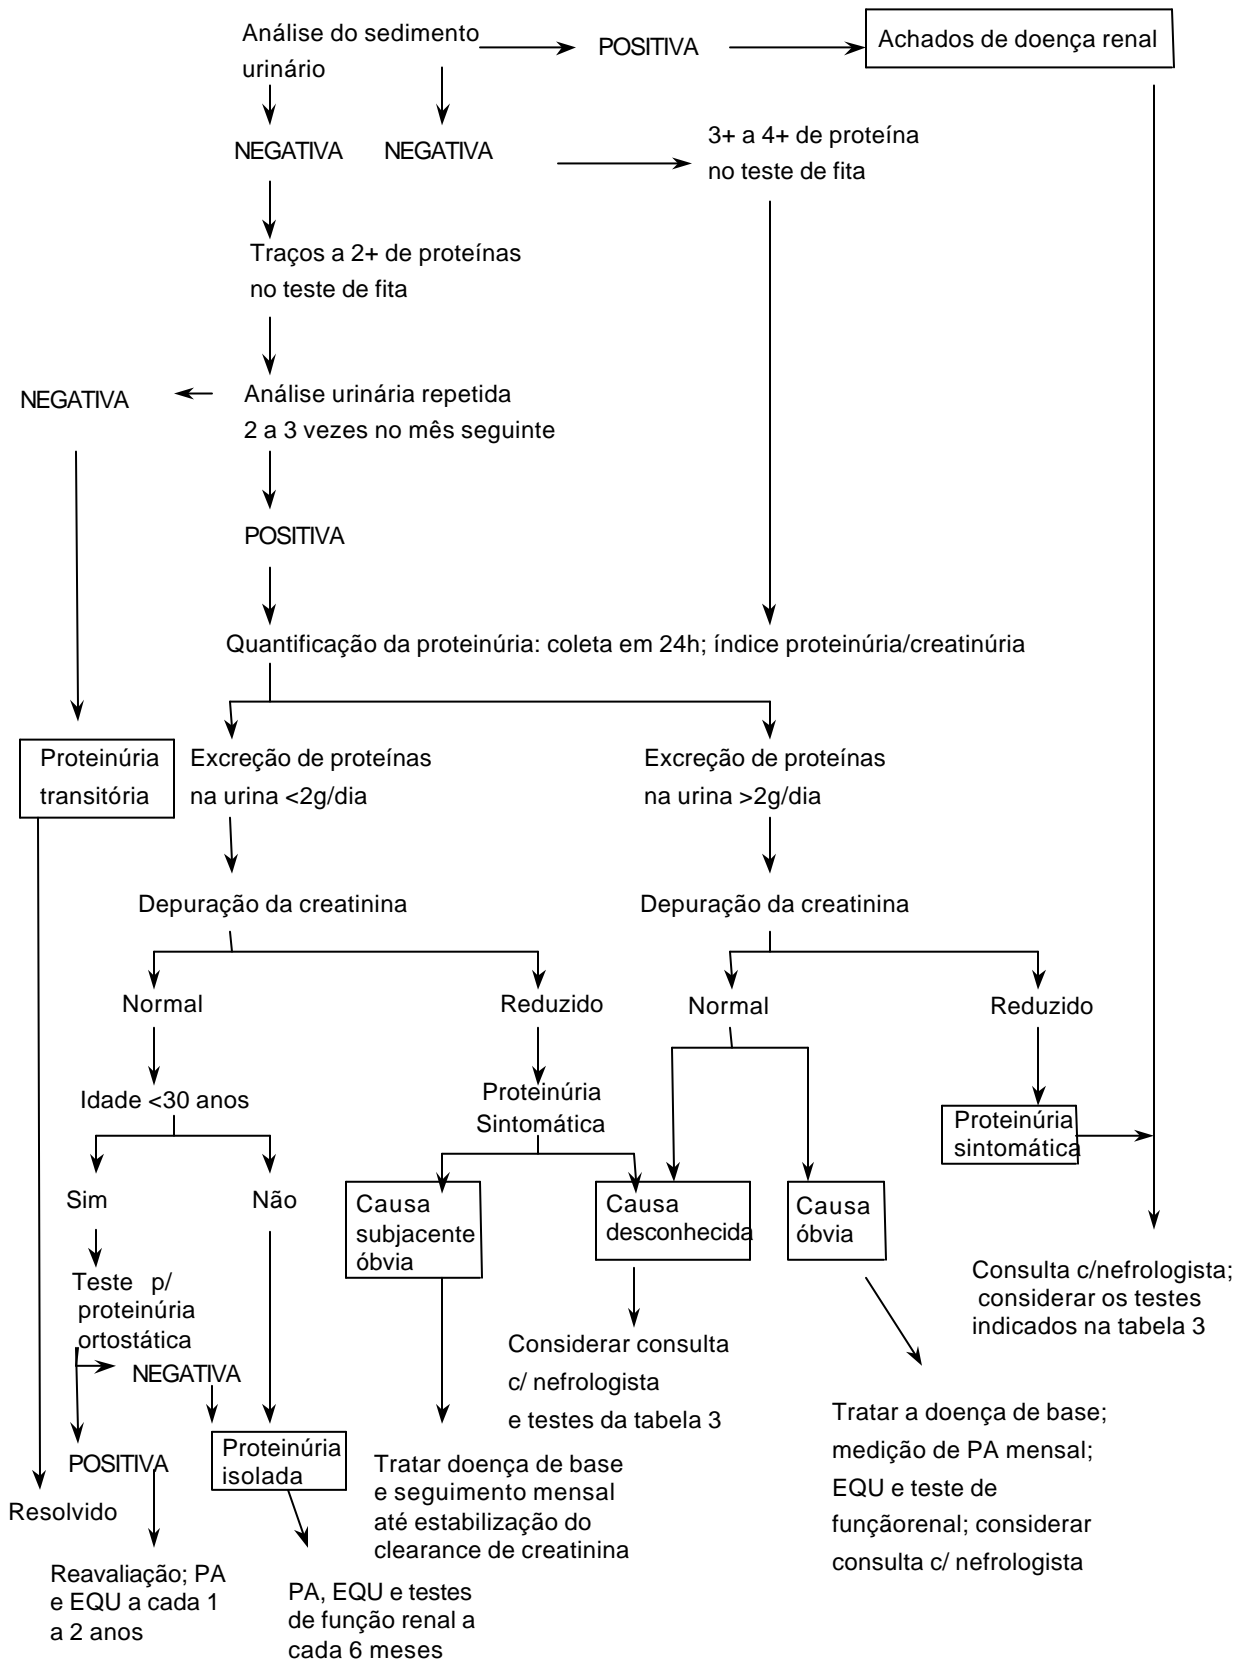 Análise do sedimento
urinário
POSITIVA
Achados de doença renal
NEGATIVA
NEGATIVA
3+ a 4+ de proteína
no teste de fita
Traços a 2+ de proteínas
no teste de fita
NEGATIVA
Análise urinária repetida
2 a 3 vezes no mês seguinte
POSITIVA
Quantificação da proteinúria: coleta em 24h; índice proteinúria/creatinúria
Proteinúria
transitória
Excreção de proteínas
na urina <2g/dia
Excreção de proteínas
na urina >2g/dia
Depuração da creatinina
Depuração da creatinina
Normal
Reduzido
Normal
Reduzido
Idade <30 anos
Proteinúria
Sintomática
Proteinúria
sintomática
Sim
Não
Causa
subjacente
óbvia
Causa
desconhecida
Causa
óbvia
Teste p/
proteinúria
ortostática
Consulta c/nefrologista;
considerar os testes
indicados na tabela 3
NEGATIVA
Considerar consulta
c/ nefrologista
e testes da tabela 3
POSITIVA
Proteinúria
isolada
Tratar doença de base
e seguimento mensal
até estabilização do
clearance de creatinina
Tratar a doença de base;
medição de PA mensal;
EQU e teste de
funçãorenal; considerar
consulta c/ nefrologista
Resolvido
Reavaliação; PA
e EQU a cada 1
a 2 anos
PA, EQU e testes
de função renal a
cada 6 meses